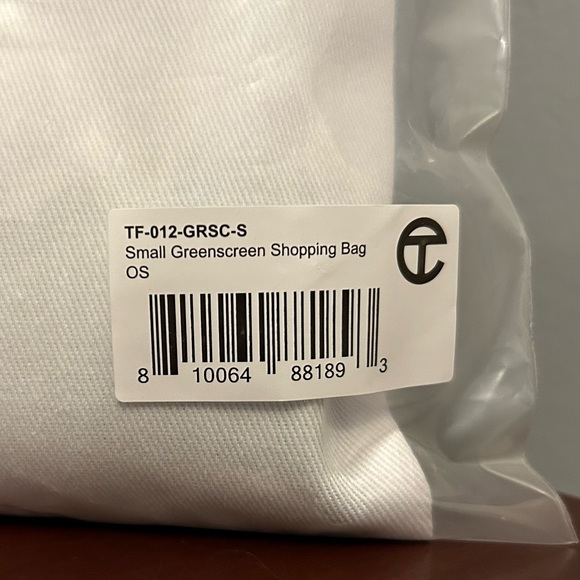 TF-012-GRSC-S
Small Greenscreen Shopping Bag
OS
8 10064 88189 3